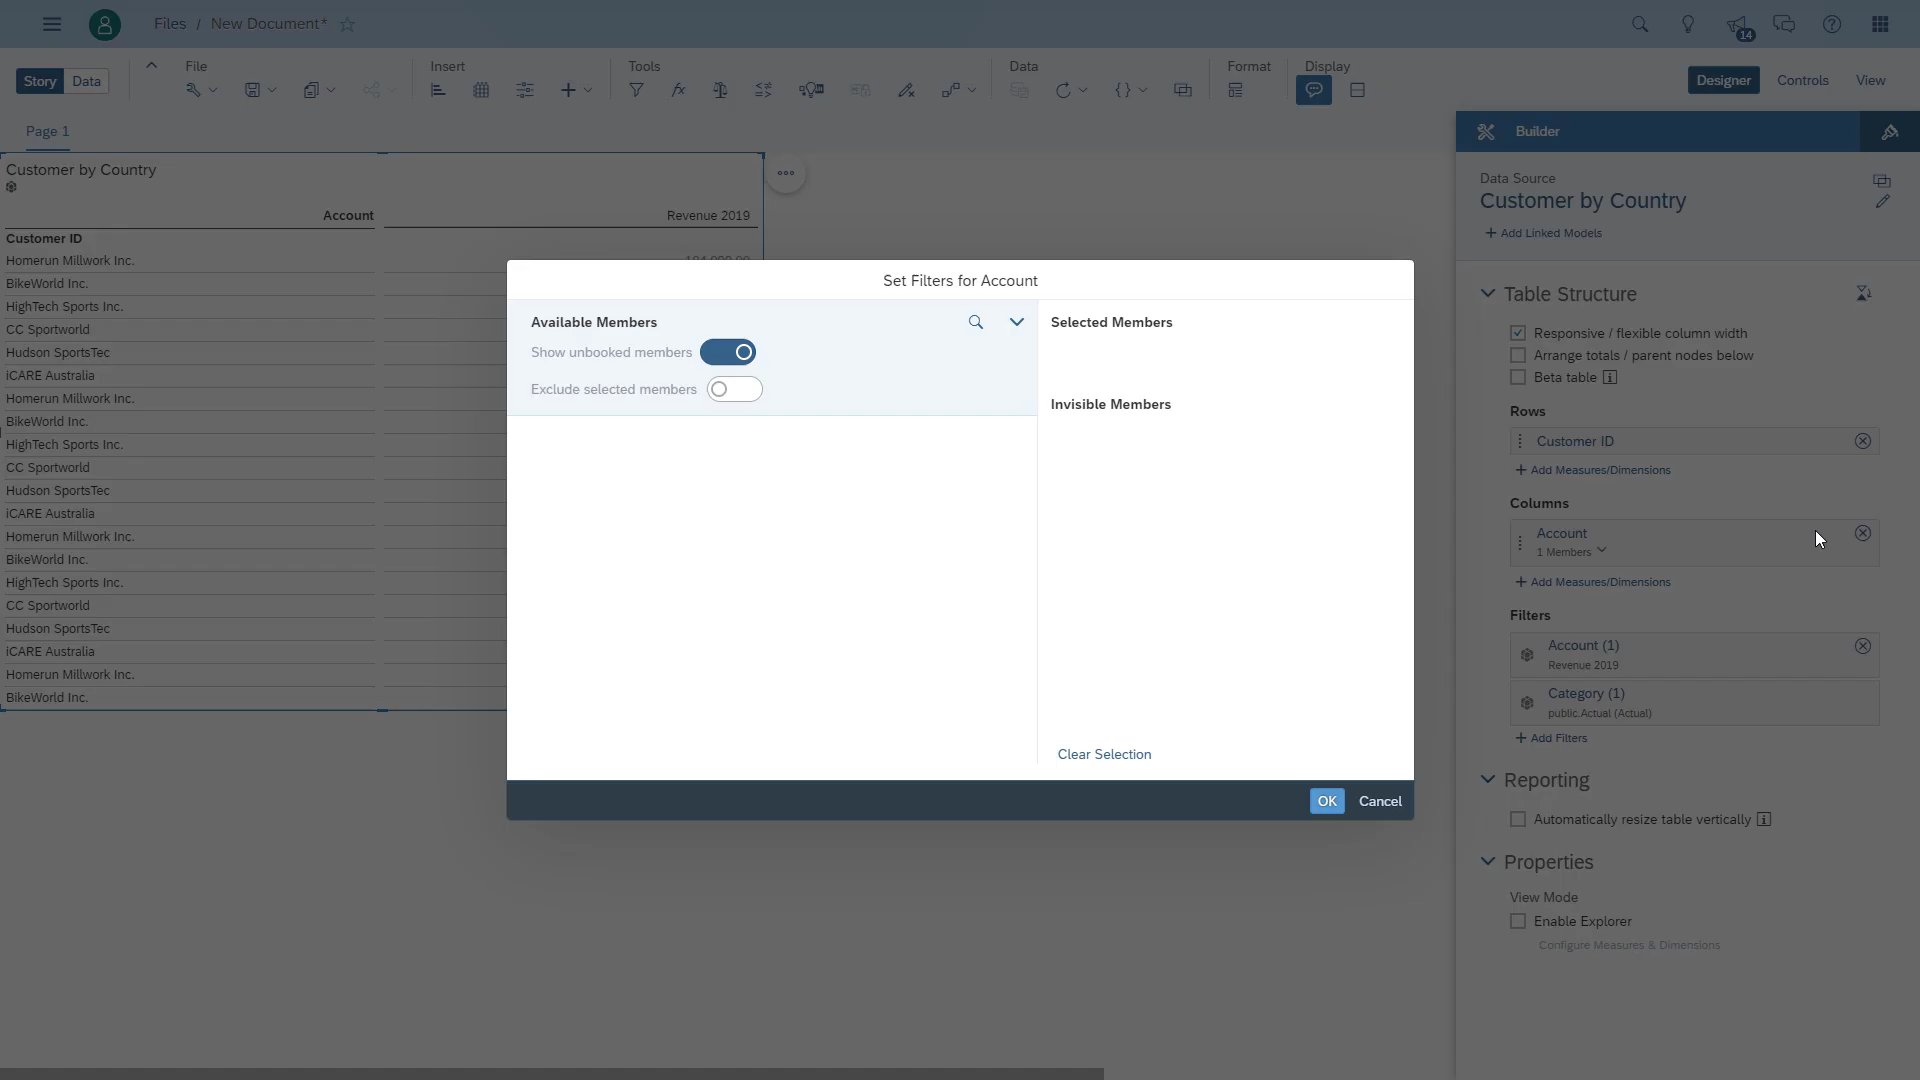 Files / New Document*
14
Story Data
File
Insert
Tools
Data
Format
Display
Designer Controls View
Page 1
Customer by Country
Account Revenue 2019
Customer ID
Homerun Millwork Inc.
BikeWorld Inc.
HighTech Sports Inc.
CC Sportworld
Hudson SportsTec
iCARE Australia
Homerun Millwork Inc.
BikeWorld Inc.
HighTech Sports Inc.
CC Sportworld
Hudson SportsTec
iCARE Australia
Homerun Millwork Inc.
BikeWorld Inc.
HighTech Sports Inc.
CC Sportworld
Hudson SportsTec
iCARE Australia
Homerun Millwork Inc.
BikeWorld Inc.
Set Filters for Account
Available Members
Show unbooked members
Exclude selected members
Selected Members
Invisible Members
Clear Selection
OK Cancel
Builder
Data Source
Customer by Country
+ Add Linked Models
Table Structure
Responsive / flexible column width
Arrange totals / parent nodes below
Beta table
Rows
Customer ID
+ Add Measures/Dimensions
Columns
Account
1 Members
+ Add Measures/Dimensions
Filters
Account (1)
Revenue 2019
Category (1)
public.Actual (Actual)
+ Add Filters
Reporting
Automatically resize table vertically
Properties
View Mode
Enable Explorer
Configure Measures & Dimensions